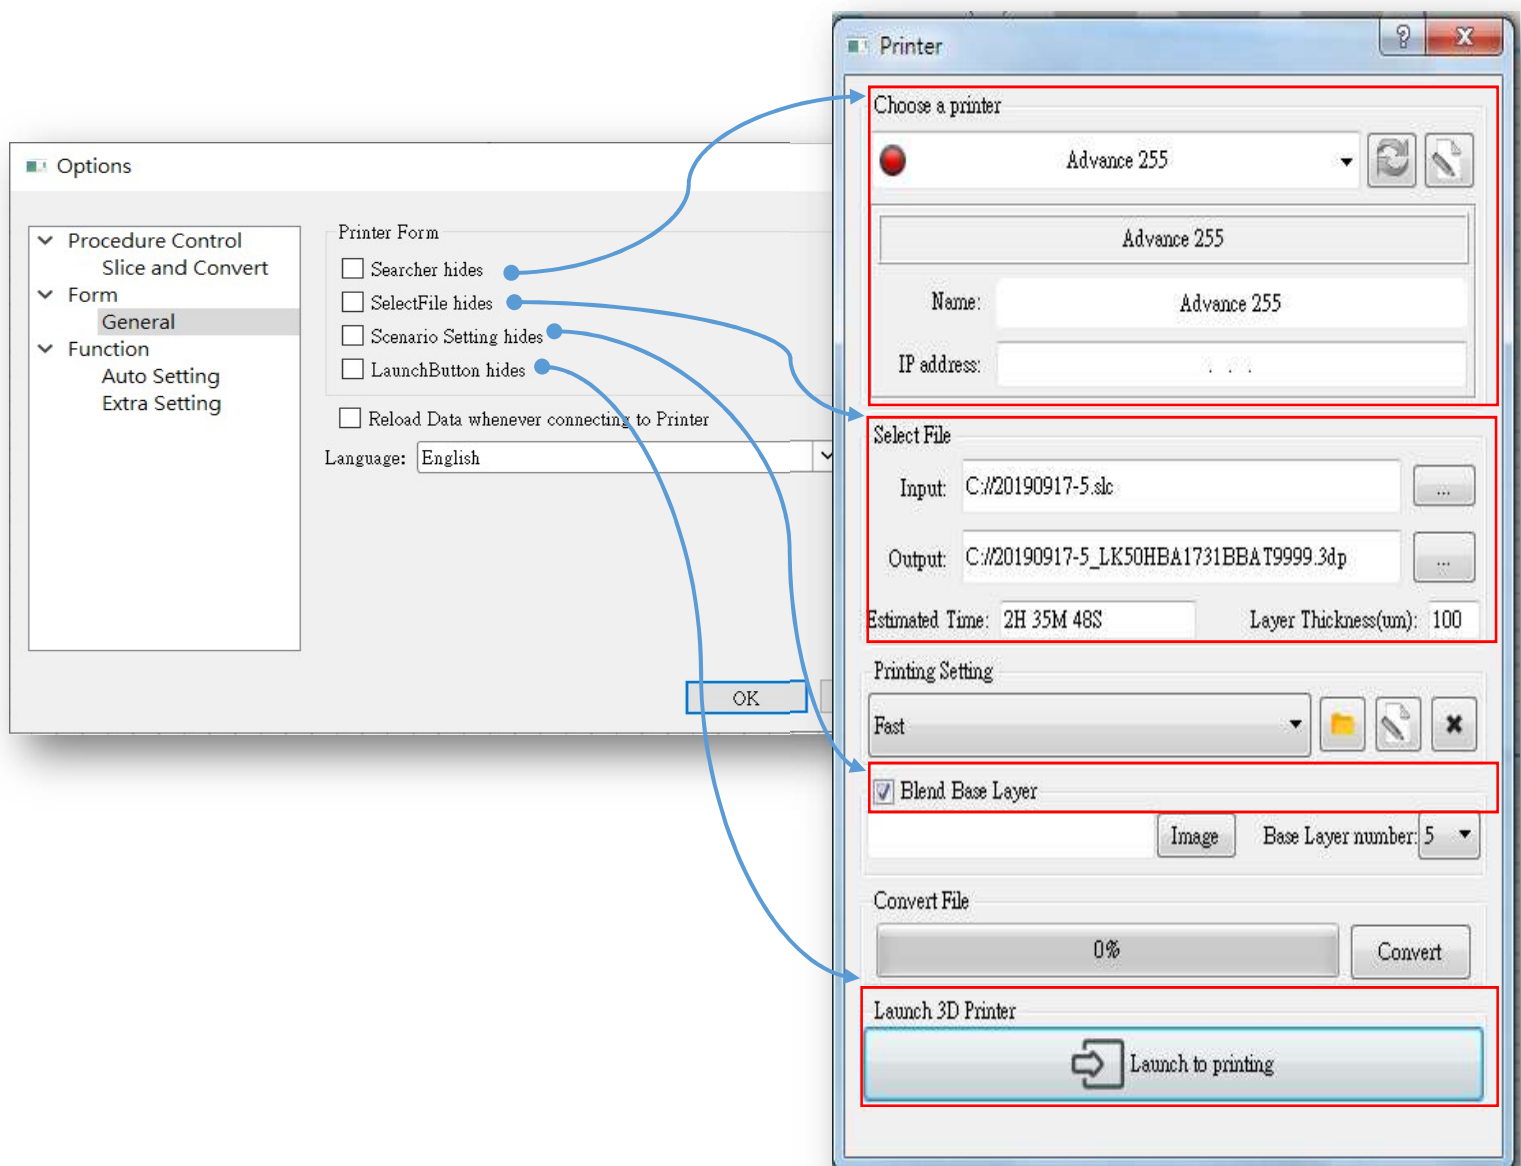 Options
Procedure Control
Slice and Convert
Form
General
Function
Auto Setting
Extra Setting
Printer Form
Searcher hides
SelectFile hides
Scenario Setting hides
LaunchButton hides
Reload Data whenever connecting to Printer
Language: English
OK
Printer
?
X
Choose a printer
Advance 255
Advance 255
Name: Advance 255
IP address: . . .
Select File
Input: C://20190917-5.slc ...
Output: C://20190917-5_LK50HBA1731BBAT9999.3dp ...
Estimated Time: 2H 35M 48S Layer Thickness(um): 100
Printing Setting
Fast
Blend Base Layer
Image Base Layer number: 5
Convert File
0% Convert
Launch 3D Printer
Launch to printing